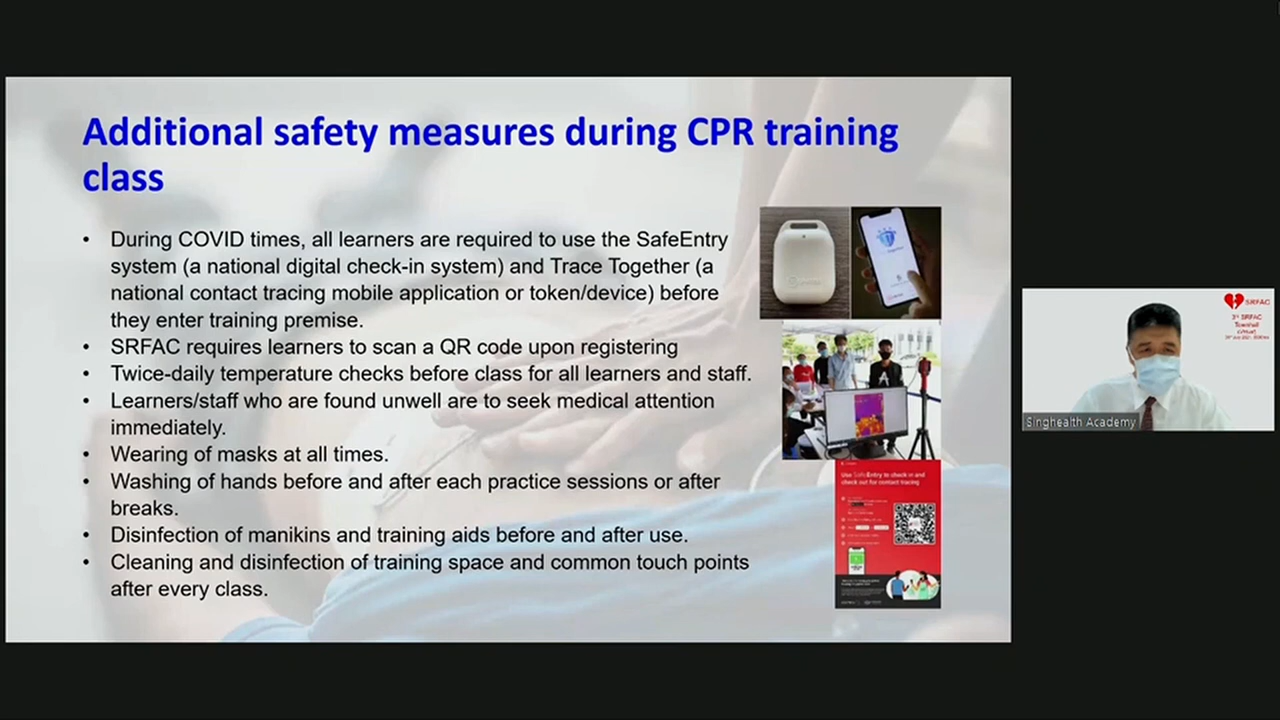 Additional safety measures during CPR training
class
• During COVID times, all learners are required to use the SafeEntry
system (a national digital check-in system) and Trace Together (a
national contact tracing mobile application or token/device) before
they enter training premise.
• SRFAC requires learners to scan a QR code upon registering
• Twice-daily temperature checks before class for all learners and staff.
• Learners/staff who are found unwell are to seek medical attention
immediately.
• Wearing of masks at all times.
• Washing of hands before and after each practice sessions or after
breaks.
• Disinfection of manikins and training aids before and after use.
• Cleaning and disinfection of training space and common touch points
after every class.
Use SafeEntry to check in and
check out for contact tracing
SRFAC
3rd SRFAC
Singhealth Academy